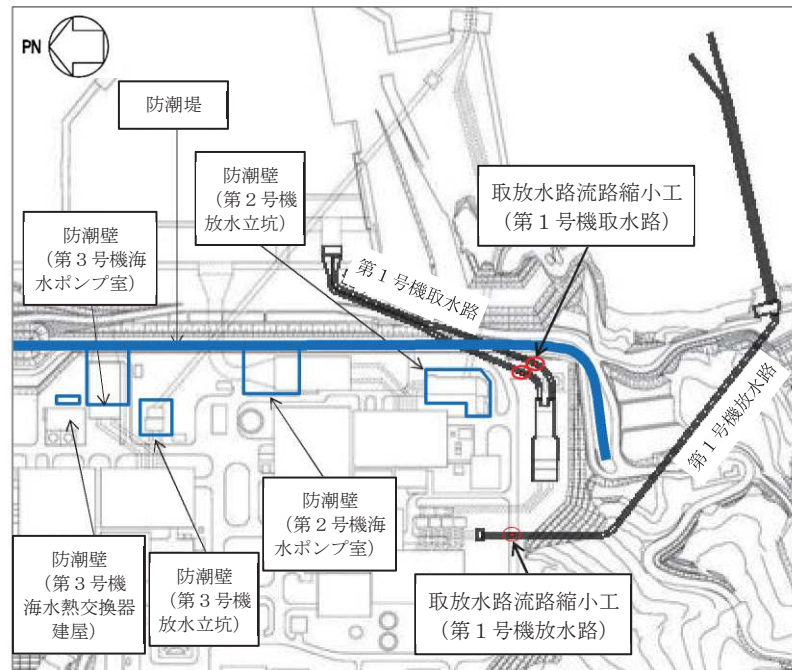 PN
防潮堤
防潮壁
（第２号機
放水立坑）
取放水路流路縮小工
（第１号機取水路）
防潮壁
（第３号機海
水ポンプ室）
第１号機取水路
第１号機放水路
防潮壁
（第２号機海
水ポンプ室）
防潮壁
（第３号機
海水熱交換器
建屋）
防潮壁
（第３号機
放水立坑）
取放水路流路縮小工
（第１号機放水路）